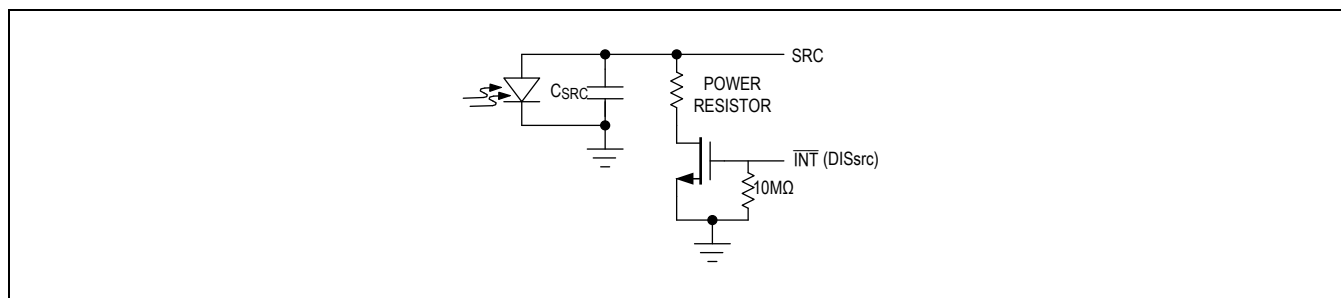 SRC
CSRC
POWER
RESISTOR
INT (DISsrc)
10MΩ